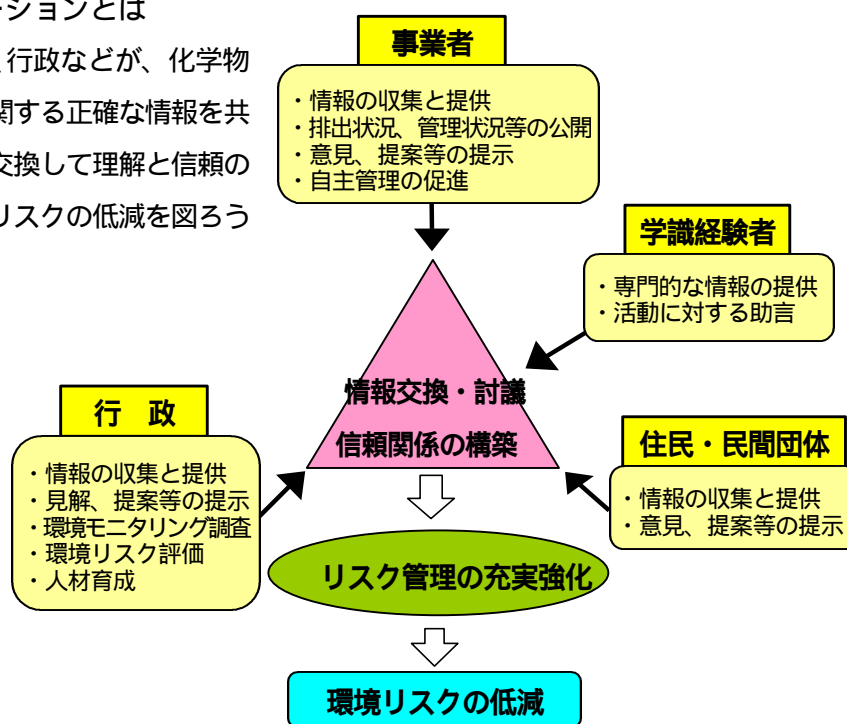 ーションとは
、行政などが、化学物
関する正確な情報を共
交換して理解と信頼の
リスクの低減を図ろう
事業者
・情報の収集と提供
・排出状況、管理状況等の公開
・意見、提案等の提示
・自主管理の促進
学識経験者
・専門的な情報の提供
・活動に対する助言
情報交換・討議
信頼関係の構築
行　政
・情報の収集と提供
・見解、提案等の提示
・環境モニタリング調査
・環境リスク評価
・人材育成
住民・民間団体
・情報の収集と提供
・意見、提案等の提示
リスク管理の充実強化
環境リスクの低減